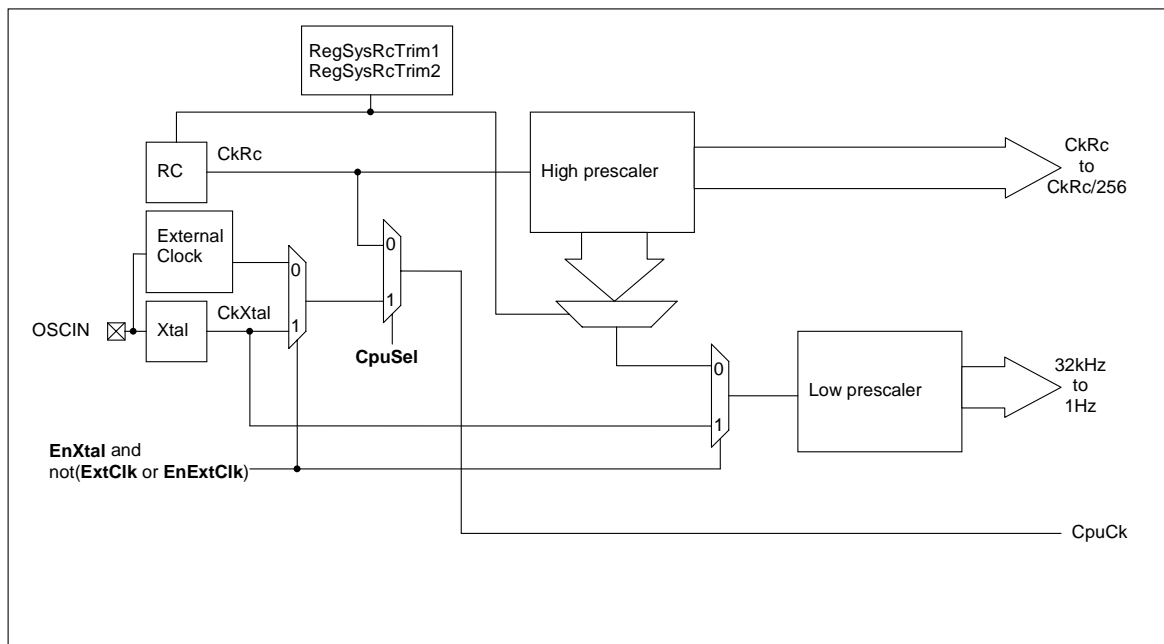 RegSysRcTrim1
RegSysRcTrim2
RC
CkRc
High prescaler
CkRc
to
CkRc/256
External
Clock
0
1
0
1
OSCIN
Xtal
CkXtal
CpuSel
0
1
Low prescaler
32kHz
to
1Hz
EnXtal and
not(ExtClk or EnExtClk)
CpuCk